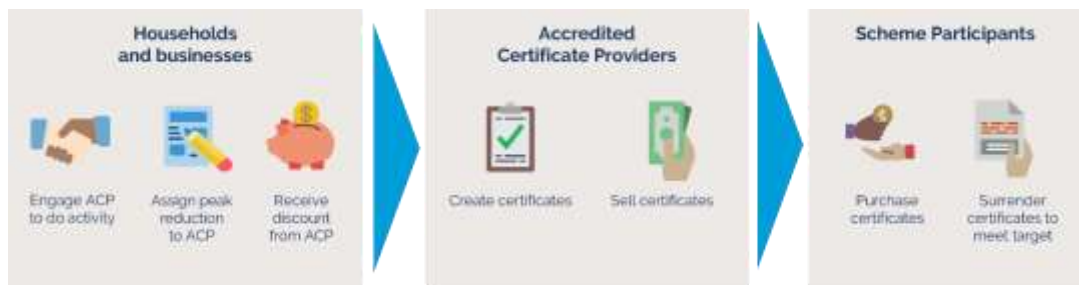 Households
and businesses
Engage ACP
to do activity
Assign peak
reduction
to ACP
Receive
discount
from ACP
Accredited
Certificate Providers
Create certificates
Sell certificates
Scheme Participants
Purchase
certificates
Surrender
certificates to
meet target